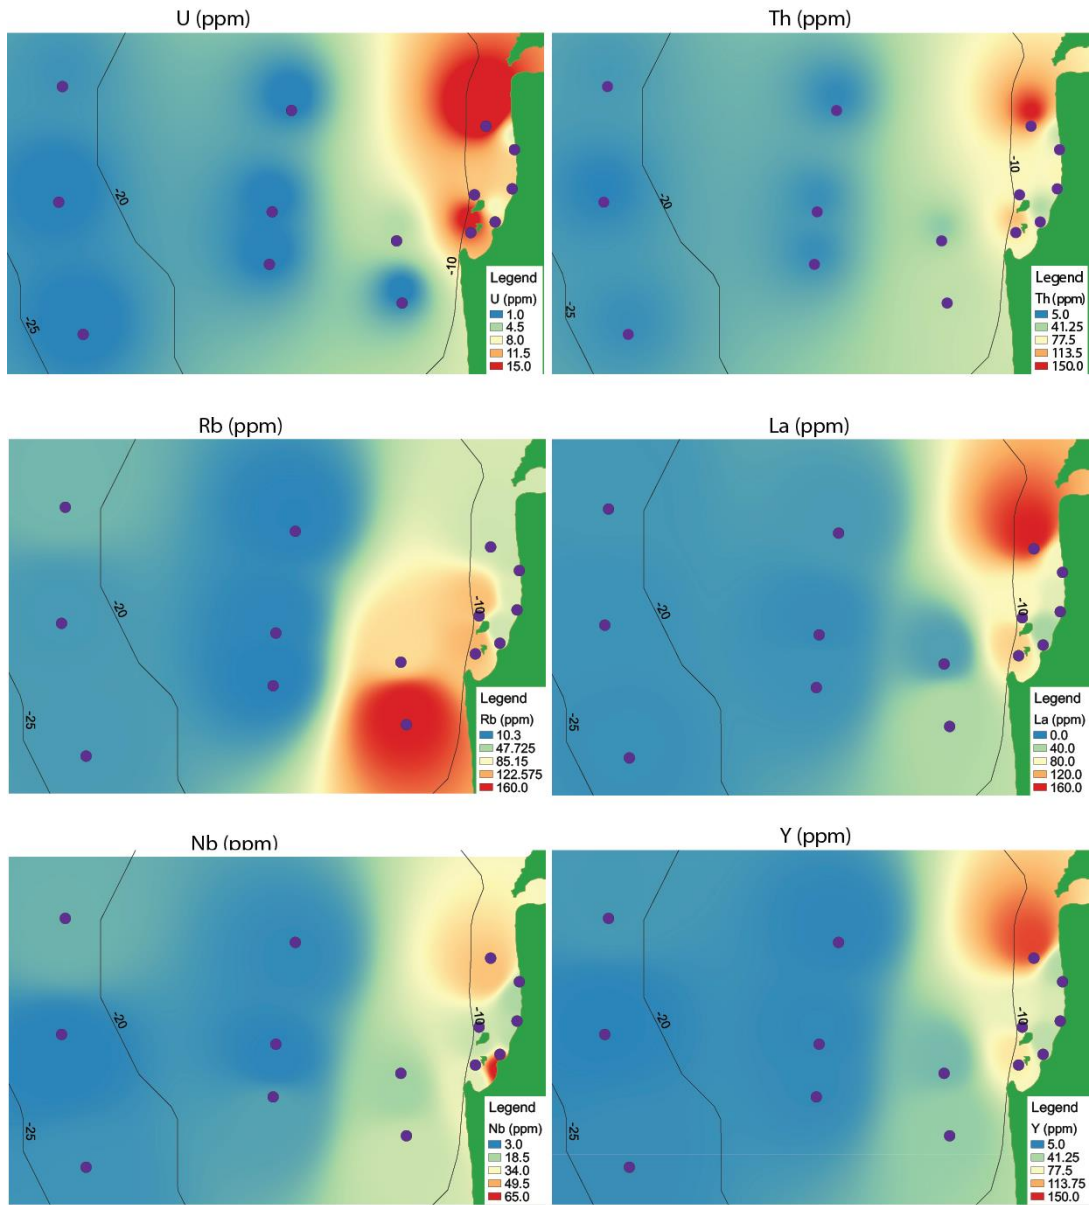 U (ppm)
Th (ppm)
-20
-25
-10
Legend
U (ppm)
1.0
4.5
8.0
11.5
15.0
-10
-20
-25
Legend
Th (ppm)
5.0
41.25
77.5
113.5
150.0
Rb (ppm)
La (ppm)
-10
-20
-25
Legend
Rb (ppm)
10.3
47.725
85.15
122.575
160.0
-10
-20
-25
Legend
La (ppm)
0.0
40.0
80.0
120.0
160.0
Nb (ppm)
Y (ppm)
-10
-20
-25
Legend
Nb (ppm)
3.0
18.5
34.0
49.5
65.0
-10
-20
-25
Legend
Y (ppm)
5.0
41.25
77.5
113.75
150.0